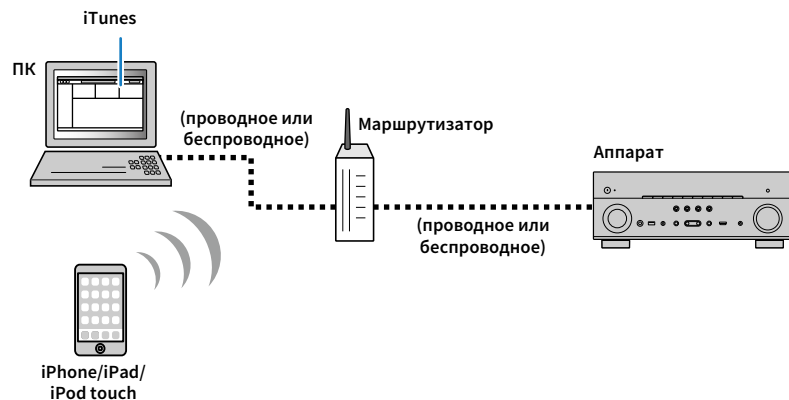 iTunes
ПК
(проводное или
беспроводное)
Маршрутизатор
Аппарат
(проводное или
беспроводное)
iPhone/iPad/
iPod touch